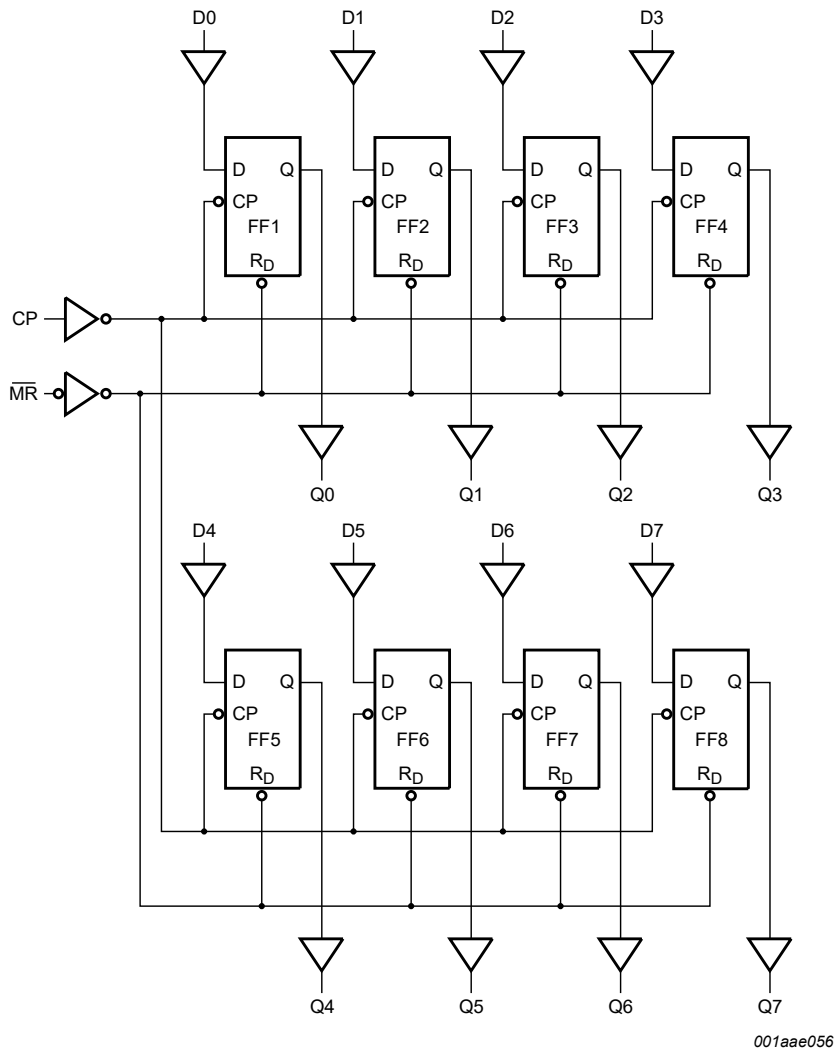 D0 D1 D2 D3
D Q D Q D Q D Q
CP CP CP CP
FF1 FF2 FF3 FF4
RD RD RD RD
CP
M̅R̅
Q0 Q1 Q2 Q3
D4 D5 D6 D7
D Q D Q D Q D Q
CP CP CP CP
FF5 FF6 FF7 FF8
RD RD RD RD
Q4 Q5 Q6 Q7
001aae056